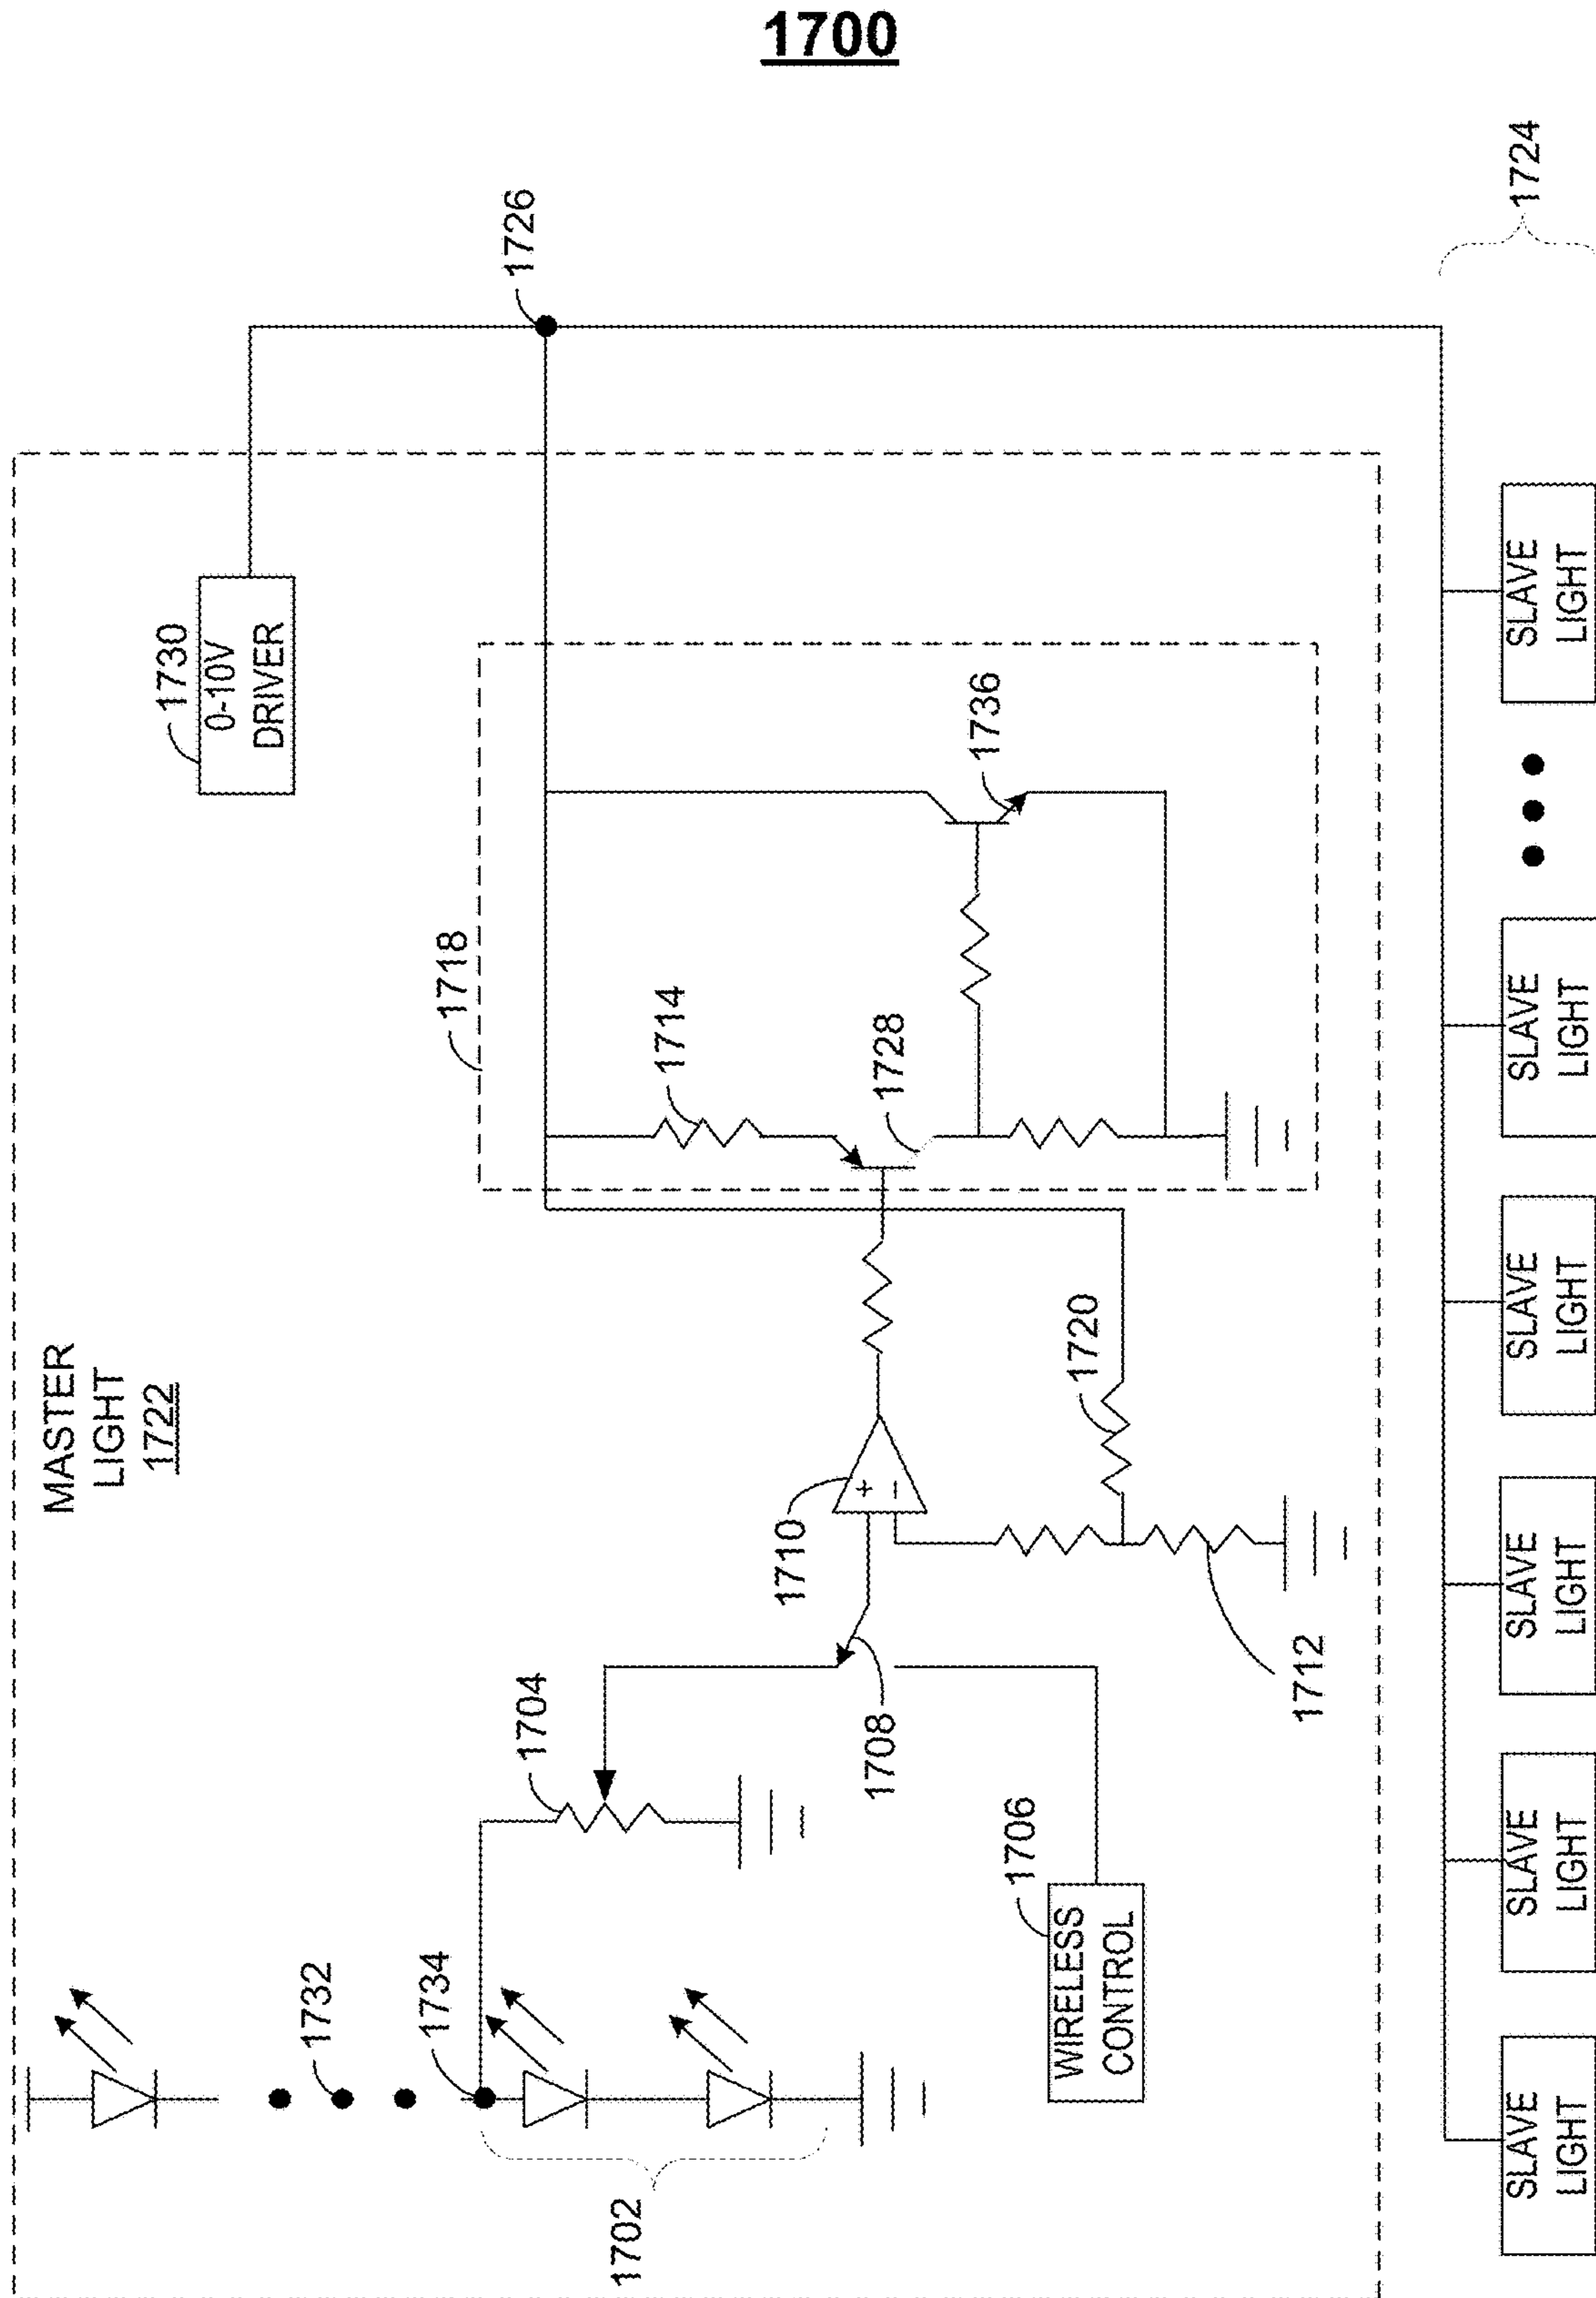 1700
MASTER
LIGHT
1722
1730
0-10V
DRIVER
1726
1718
1714
1728
1736
1732
1734
1702
1704
1708
1710
+
−
1720
1712
1706
WIRELESS
CONTROL
1724
SLAVE
LIGHT
SLAVE
LIGHT
SLAVE
LIGHT
SLAVE
LIGHT
SLAVE
LIGHT
SLAVE
LIGHT